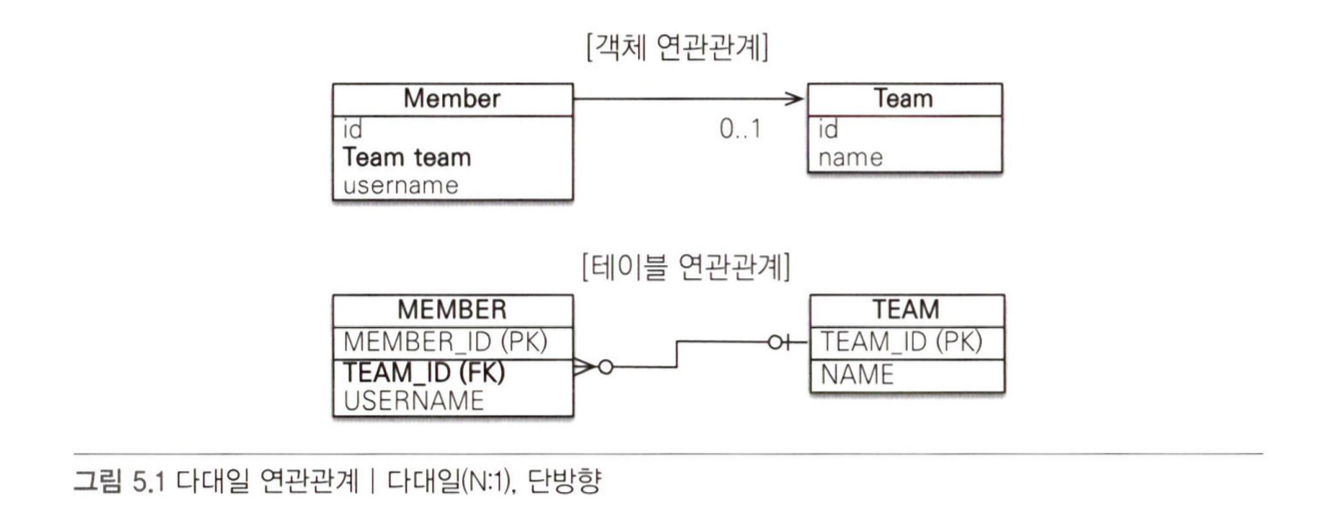 [객체 연관관계]
Member
id
Team team
username
0..1
Team
id
name
[테이블 연관관계]
MEMBER
MEMBER_ID (PK)
TEAM_ID (FK)
USERNAME
TEAM
TEAM_ID (PK)
NAME
그림 5.1 다대일 연관관계 | 다대일(N:1), 단방향